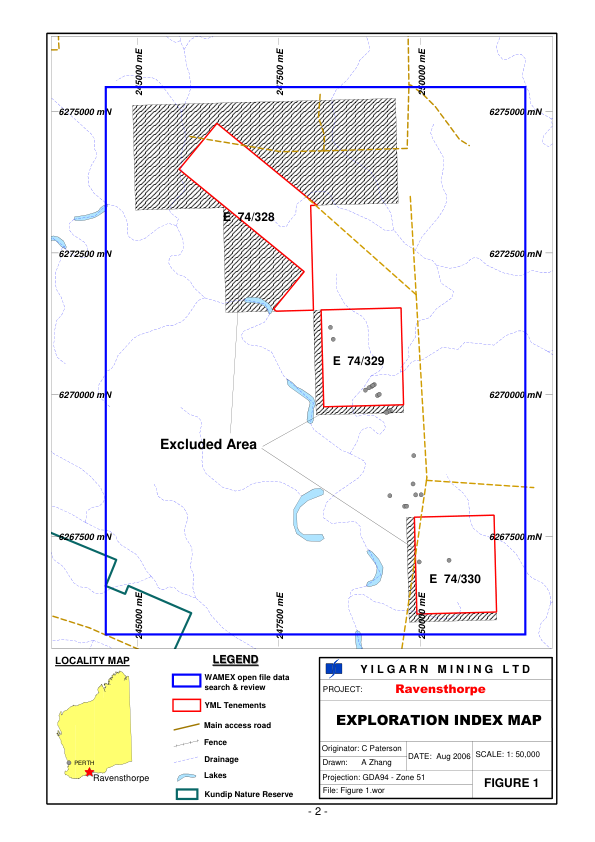 245000 mE
247500 mE
250000 mE
6275000 mN
6275000 mN
E 74/328
6272500 mN
6272500 mN
E 74/329
6270000 mN
6270000 mN
Excluded Area
6267500 mN
6267500 mN
E 74/330
245000 mE
247500 mE
250000 mE
LOCALITY MAP
PERTH
Ravensthorpe
LEGEND
WAMEX open file data
search & review
YML Tenements
Main access road
Fence
Drainage
Lakes
Kundip Nature Reserve
YILGARN MINING LTD
PROJECT: Ravensthorpe
EXPLORATION INDEX MAP
Originator: C Paterson
Drawn: A Zhang
DATE: Aug 2006
SCALE: 1: 50,000
Projection: GDA94 - Zone 51
File: Figure 1.wor
FIGURE 1
- 2 -